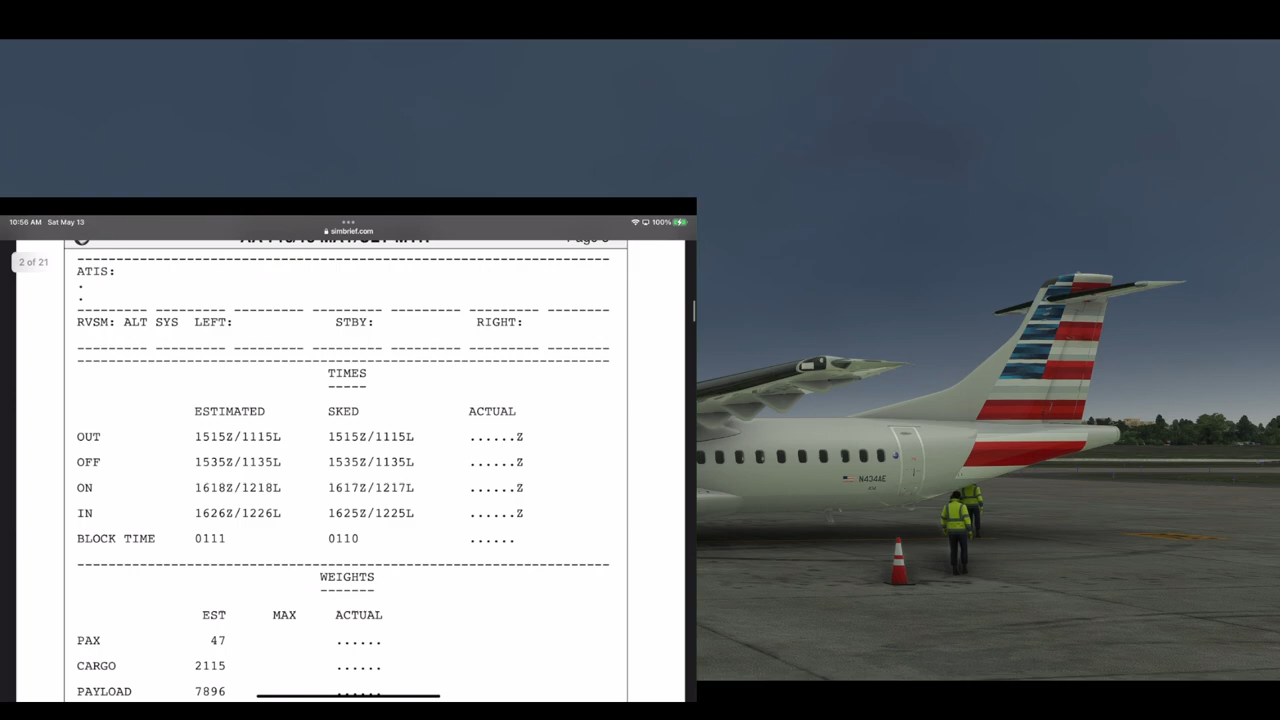 10:56 AM Sat May 13
100%
simbrief.com
2 of 21
ATIS:
.
.
RVSM: ALT SYS LEFT: STBY: RIGHT:
TIMES
ESTIMATED SKED ACTUAL
OUT 1515Z/1115L 1515Z/1115L ......Z
OFF 1535Z/1135L 1535Z/1135L ......Z
ON 1618Z/1218L 1617Z/1217L ......Z
IN 1626Z/1226L 1625Z/1225L ......Z
BLOCK TIME 0111 0110 ......
WEIGHTS
EST MAX ACTUAL
PAX 47 ......
CARGO 2115 ......
PAYLOAD 7896 ......
N434AE